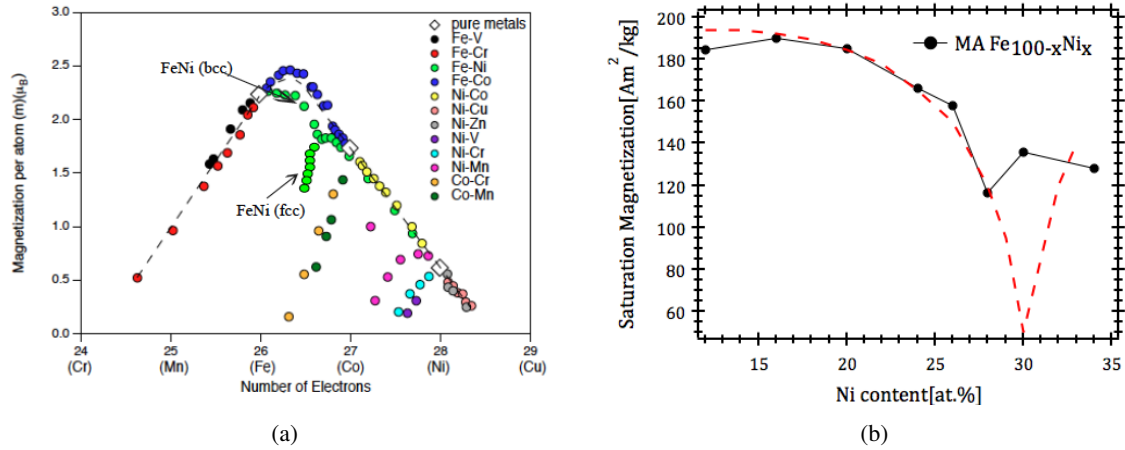 pure metals
Fe-V
Fe-Cr
Fe-Ni
Fe-Co
Ni-Co
Ni-Cu
Ni-Zn
Ni-V
Ni-Cr
Ni-Mn
Co-Cr
Co-Mn
FeNi (bcc)
FeNi (fcc)
Magnetization per atom (m)(μB)
3.0
2.5
2.0
1.5
1.0
0.5
0.0
24 25 26 27 28 29
(Cr) (Mn) (Fe) (Co) (Ni) (Cu)
Number of Electrons
(a)
Saturation Magnetization[Am²/kg]
200
180
160
140
120
100
80
60
MA Fe100-xNix
15 20 25 30 35
Ni content[at.%]
(b)